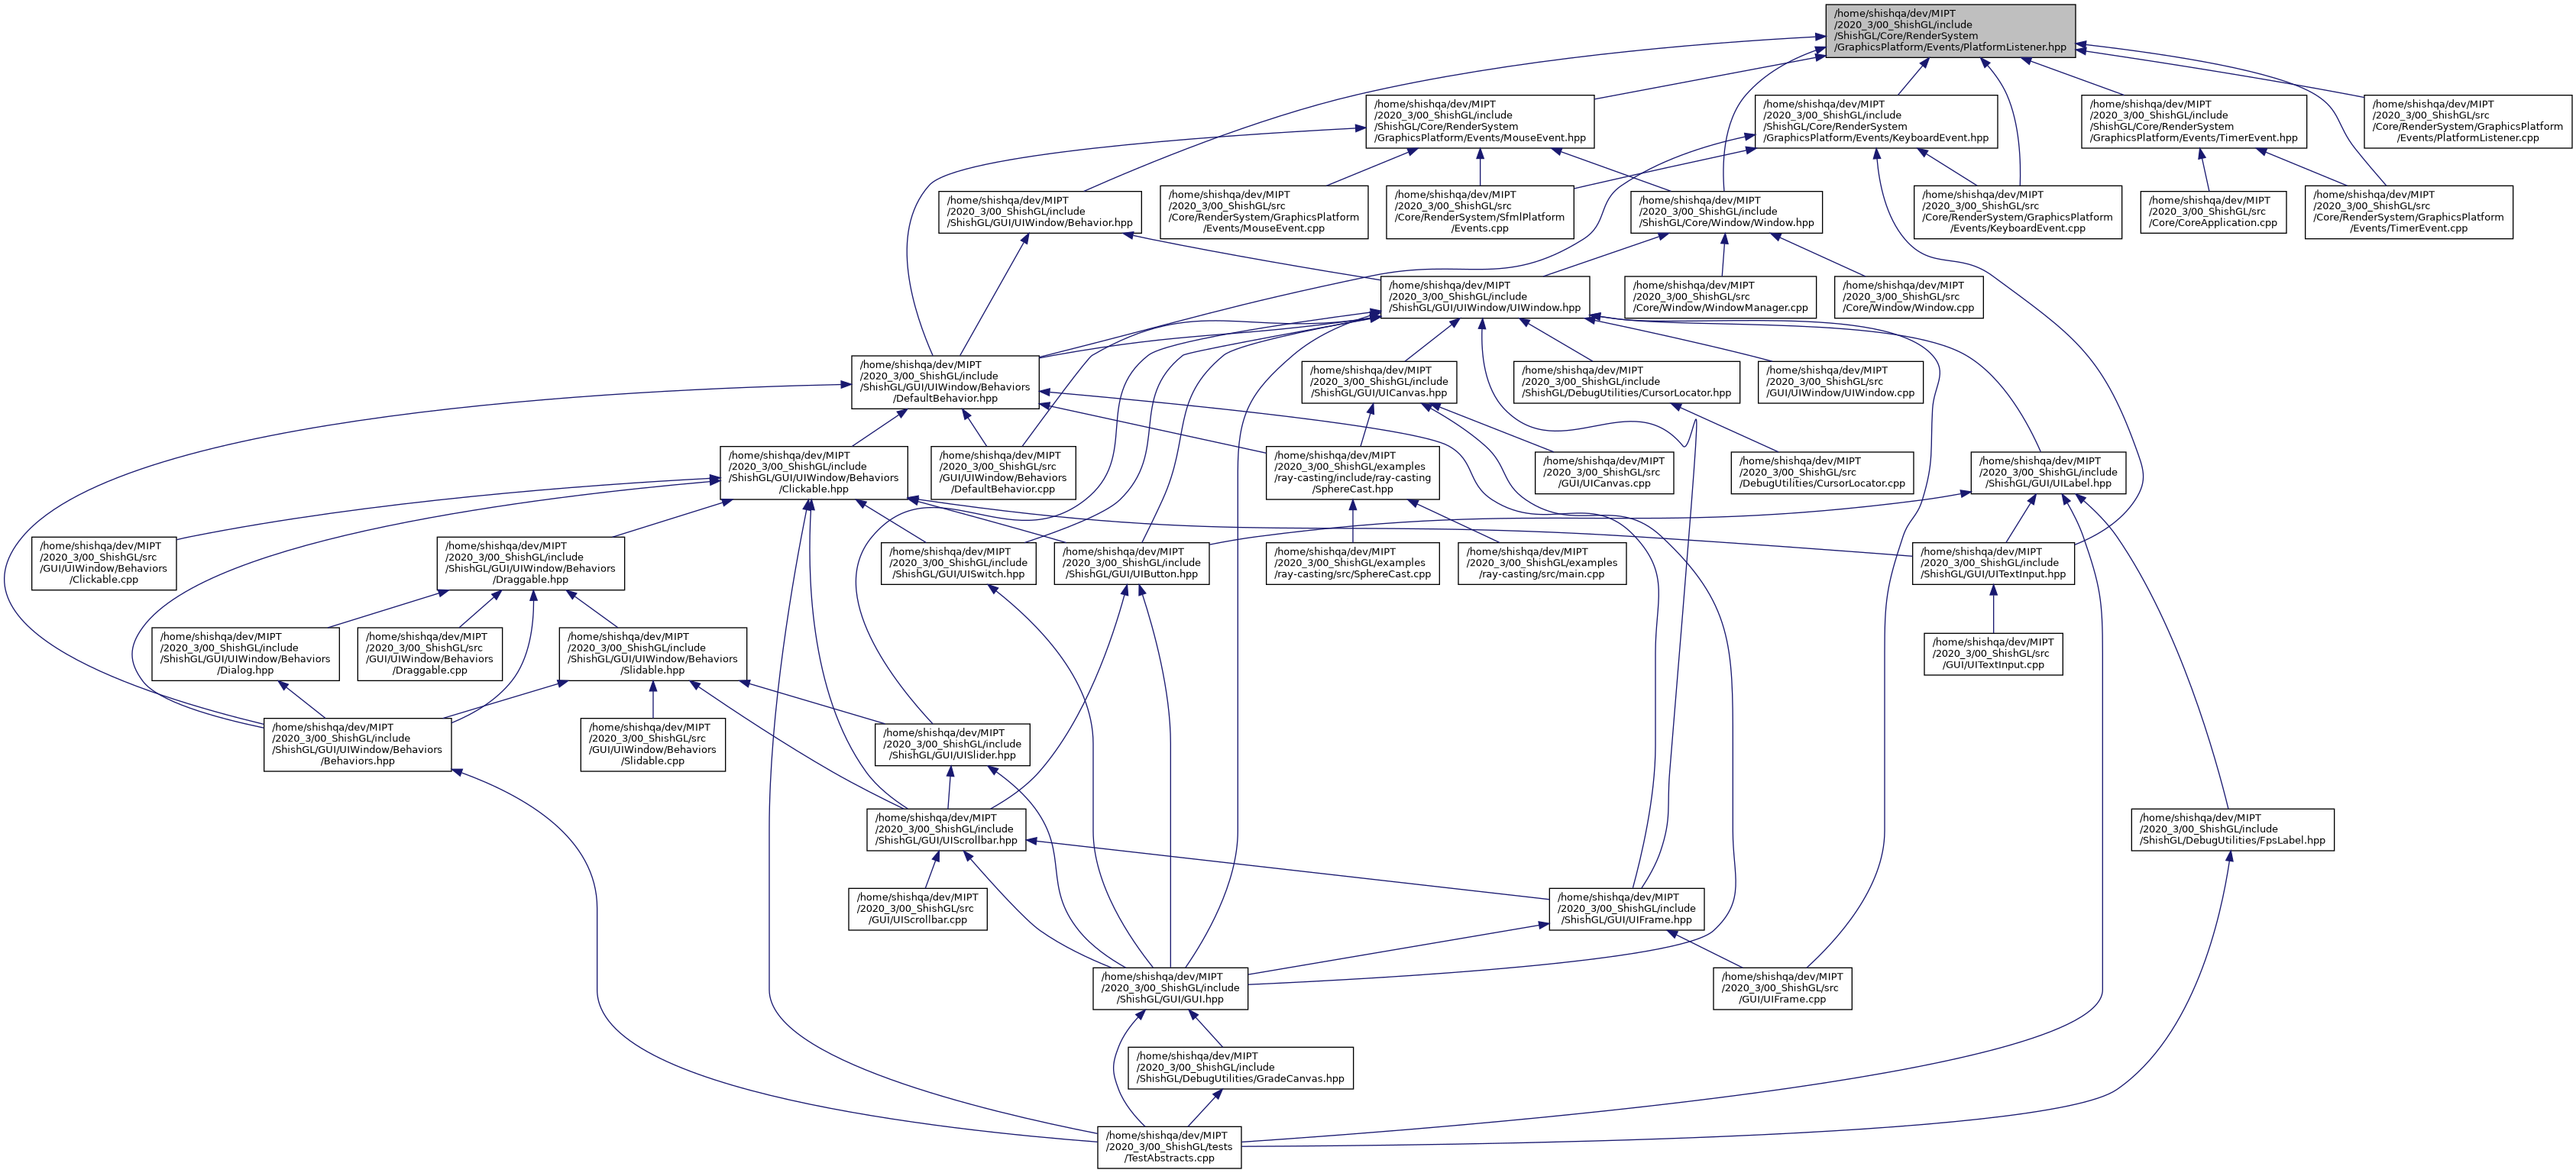 /home/shishqa/dev/MIPT
/2020_3/00_ShishGL/include
/ShishGL/Core/RenderSystem
/GraphicsPlatform/Events/PlatformListener.hpp
/home/shishqa/dev/MIPT
/2020_3/00_ShishGL/include
/ShishGL/Core/RenderSystem
/GraphicsPlatform/Events/MouseEvent.hpp
/home/shishqa/dev/MIPT
/2020_3/00_ShishGL/include
/ShishGL/Core/RenderSystem
/GraphicsPlatform/Events/KeyboardEvent.hpp
/home/shishqa/dev/MIPT
/2020_3/00_ShishGL/include
/ShishGL/Core/RenderSystem
/GraphicsPlatform/Events/TimerEvent.hpp
/home/shishqa/dev/MIPT
/2020_3/00_ShishGL/src
/Core/RenderSystem/GraphicsPlatform
/Events/PlatformListener.cpp
/home/shishqa/dev/MIPT
/2020_3/00_ShishGL/include
/ShishGL/GUI/UIWindow/Behavior.hpp
/home/shishqa/dev/MIPT
/2020_3/00_ShishGL/src
/Core/RenderSystem/GraphicsPlatform
/Events/MouseEvent.cpp
/home/shishqa/dev/MIPT
/2020_3/00_ShishGL/src
/Core/RenderSystem/SfmlPlatform
/Events.cpp
/home/shishqa/dev/MIPT
/2020_3/00_ShishGL/include
/ShishGL/Core/Window/Window.hpp
/home/shishqa/dev/MIPT
/2020_3/00_ShishGL/src
/Core/RenderSystem/GraphicsPlatform
/Events/KeyboardEvent.cpp
/home/shishqa/dev/MIPT
/2020_3/00_ShishGL/src
/Core/CoreApplication.cpp
/home/shishqa/dev/MIPT
/2020_3/00_ShishGL/src
/Core/RenderSystem/GraphicsPlatform
/Events/TimerEvent.cpp
/home/shishqa/dev/MIPT
/2020_3/00_ShishGL/include
/ShishGL/GUI/UIWindow/UIWindow.hpp
/home/shishqa/dev/MIPT
/2020_3/00_ShishGL/src
/Core/Window/WindowManager.cpp
/home/shishqa/dev/MIPT
/2020_3/00_ShishGL/src
/Core/Window/Window.cpp
/home/shishqa/dev/MIPT
/2020_3/00_ShishGL/include
/ShishGL/GUI/UIWindow/Behaviors
/DefaultBehavior.hpp
/home/shishqa/dev/MIPT
/2020_3/00_ShishGL/include
/ShishGL/GUI/UICanvas.hpp
/home/shishqa/dev/MIPT
/2020_3/00_ShishGL/include
/ShishGL/DebugUtilities/CursorLocator.hpp
/home/shishqa/dev/MIPT
/2020_3/00_ShishGL/src
/GUI/UIWindow/UIWindow.cpp
/home/shishqa/dev/MIPT
/2020_3/00_ShishGL/include
/ShishGL/GUI/UIWindow/Behaviors
/Clickable.hpp
/home/shishqa/dev/MIPT
/2020_3/00_ShishGL/src
/GUI/UIWindow/Behaviors
/DefaultBehavior.cpp
/home/shishqa/dev/MIPT
/2020_3/00_ShishGL/examples
/ray-casting/include/ray-casting
/SphereCast.hpp
/home/shishqa/dev/MIPT
/2020_3/00_ShishGL/src
/GUI/UICanvas.cpp
/home/shishqa/dev/MIPT
/2020_3/00_ShishGL/src
/DebugUtilities/CursorLocator.cpp
/home/shishqa/dev/MIPT
/2020_3/00_ShishGL/include
/ShishGL/GUI/UILabel.hpp
/home/shishqa/dev/MIPT
/2020_3/00_ShishGL/src
/GUI/UIWindow/Behaviors
/Clickable.cpp
/home/shishqa/dev/MIPT
/2020_3/00_ShishGL/include
/ShishGL/GUI/UIWindow/Behaviors
/Draggable.hpp
/home/shishqa/dev/MIPT
/2020_3/00_ShishGL/include
/ShishGL/GUI/UISwitch.hpp
/home/shishqa/dev/MIPT
/2020_3/00_ShishGL/include
/ShishGL/GUI/UIButton.hpp
/home/shishqa/dev/MIPT
/2020_3/00_ShishGL/examples
/ray-casting/src/SphereCast.cpp
/home/shishqa/dev/MIPT
/2020_3/00_ShishGL/examples
/ray-casting/src/main.cpp
/home/shishqa/dev/MIPT
/2020_3/00_ShishGL/include
/ShishGL/GUI/UITextInput.hpp
/home/shishqa/dev/MIPT
/2020_3/00_ShishGL/include
/ShishGL/GUI/UIWindow/Behaviors
/Dialog.hpp
/home/shishqa/dev/MIPT
/2020_3/00_ShishGL/src
/GUI/UIWindow/Behaviors
/Draggable.cpp
/home/shishqa/dev/MIPT
/2020_3/00_ShishGL/include
/ShishGL/GUI/UIWindow/Behaviors
/Slidable.hpp
/home/shishqa/dev/MIPT
/2020_3/00_ShishGL/src
/GUI/UITextInput.cpp
/home/shishqa/dev/MIPT
/2020_3/00_ShishGL/include
/ShishGL/GUI/UIWindow/Behaviors
/Behaviors.hpp
/home/shishqa/dev/MIPT
/2020_3/00_ShishGL/src
/GUI/UIWindow/Behaviors
/Slidable.cpp
/home/shishqa/dev/MIPT
/2020_3/00_ShishGL/include
/ShishGL/GUI/UISlider.hpp
/home/shishqa/dev/MIPT
/2020_3/00_ShishGL/include
/ShishGL/GUI/UIScrollbar.hpp
/home/shishqa/dev/MIPT
/2020_3/00_ShishGL/include
/ShishGL/DebugUtilities/FpsLabel.hpp
/home/shishqa/dev/MIPT
/2020_3/00_ShishGL/src
/GUI/UIScrollbar.cpp
/home/shishqa/dev/MIPT
/2020_3/00_ShishGL/include
/ShishGL/GUI/UIFrame.hpp
/home/shishqa/dev/MIPT
/2020_3/00_ShishGL/include
/ShishGL/GUI/GUI.hpp
/home/shishqa/dev/MIPT
/2020_3/00_ShishGL/src
/GUI/UIFrame.cpp
/home/shishqa/dev/MIPT
/2020_3/00_ShishGL/include
/ShishGL/DebugUtilities/GradeCanvas.hpp
/home/shishqa/dev/MIPT
/2020_3/00_ShishGL/tests
/TestAbstracts.cpp